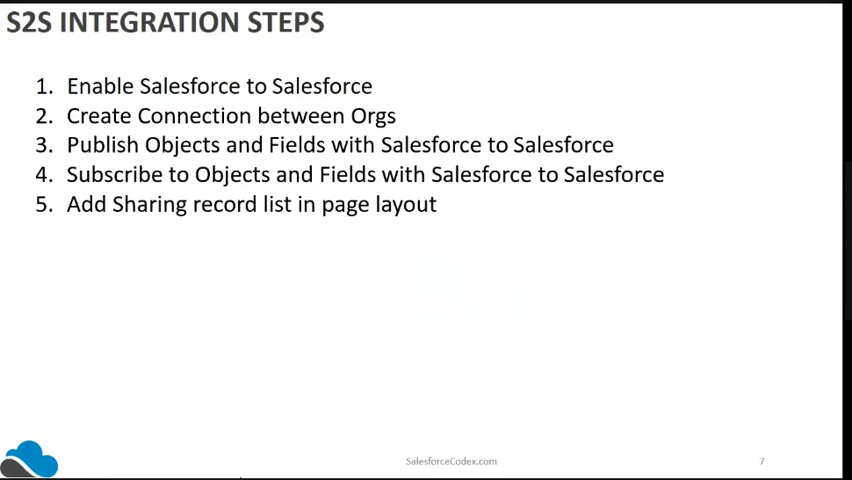 S2S INTEGRATION STEPS
1. Enable Salesforce to Salesforce
2. Create Connection between Orgs
3. Publish Objects and Fields with Salesforce to Salesforce
4. Subscribe to Objects and Fields with Salesforce to Salesforce
5. Add Sharing record list in page layout
SalesforceCodex.com
7